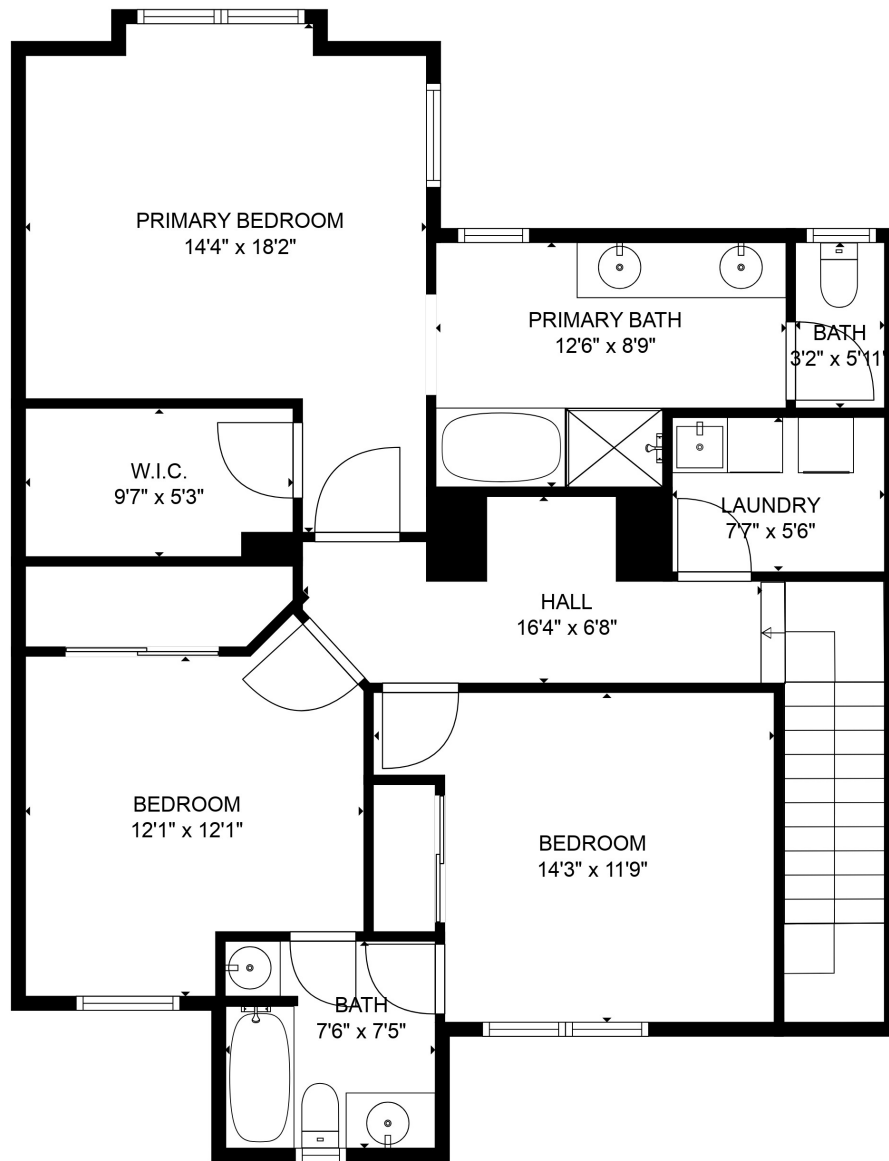 PRIMARY BEDROOM
14'4" x 18'2"
PRIMARY BATH
12'6" x 8'9"
BATH
3'2" x 5'11"
W.I.C.
9'7" x 5'3"
LAUNDRY
7'7" x 5'6"
HALL
16'4" x 6'8"
BEDROOM
12'1" x 12'1"
BEDROOM
14'3" x 11'9"
BATH
7'6" x 7'5"